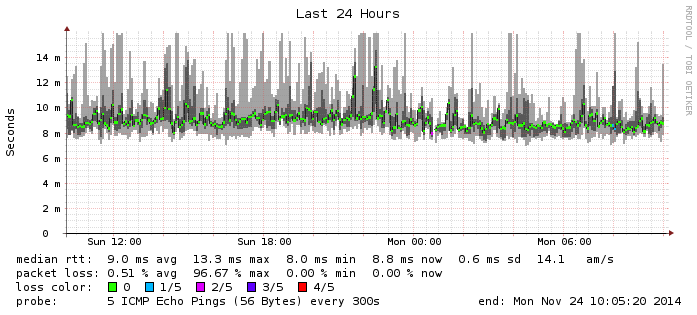 Last 24 Hours
RRDTOOL / TOBI OETIKER
Seconds
14 m
12 m
10 m
8 m
6 m
4 m
2 m
0
Sun 12:00 Sun 18:00 Mon 00:00 Mon 06:00
median rtt: 9.0 ms avg 13.3 ms max 8.0 ms min 8.8 ms now 0.6 ms sd 14.1 am/s
packet loss: 0.51 % avg 96.67 % max 0.00 % min 0.00 % now
loss color: 0 1/5 2/5 3/5 4/5
probe: 5 ICMP Echo Pings (56 Bytes) every 300s end: Mon Nov 24 10:05:20 2014